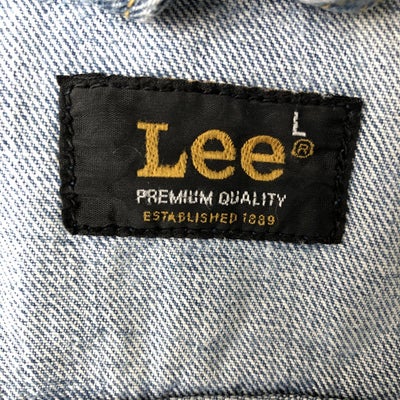 L
Lee®
PREMIUM QUALITY
ESTABLISHED 1889